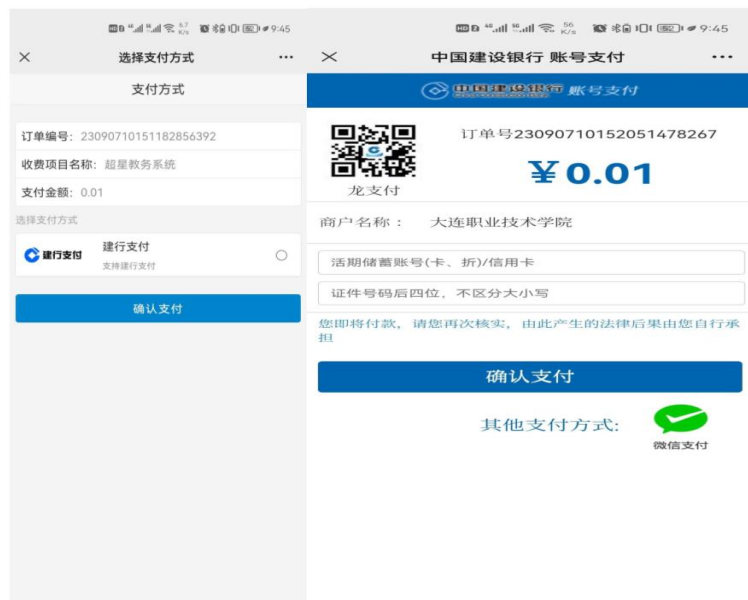 6.7 K/s 9:45
选择支付方式
支付方式
订单编号：23090710151182856392
收费项目名称：超星教务系统
支付金额：0.01
选择支付方式
建行支付
建行支付
支持建行支付
确认支付
56 K/s 9:45
中国建设银行 账号支付
中国建设银行 账号支付
订单号23090710152051478267
¥0.01
龙支付
商户名称： 大连职业技术学院
活期储蓄账号(卡、折)/信用卡
证件号码后四位，不区分大小写
您即将付款，请您再次核实，由此产生的法律后果由您自行承
担
确认支付
其他支付方式:
微信支付